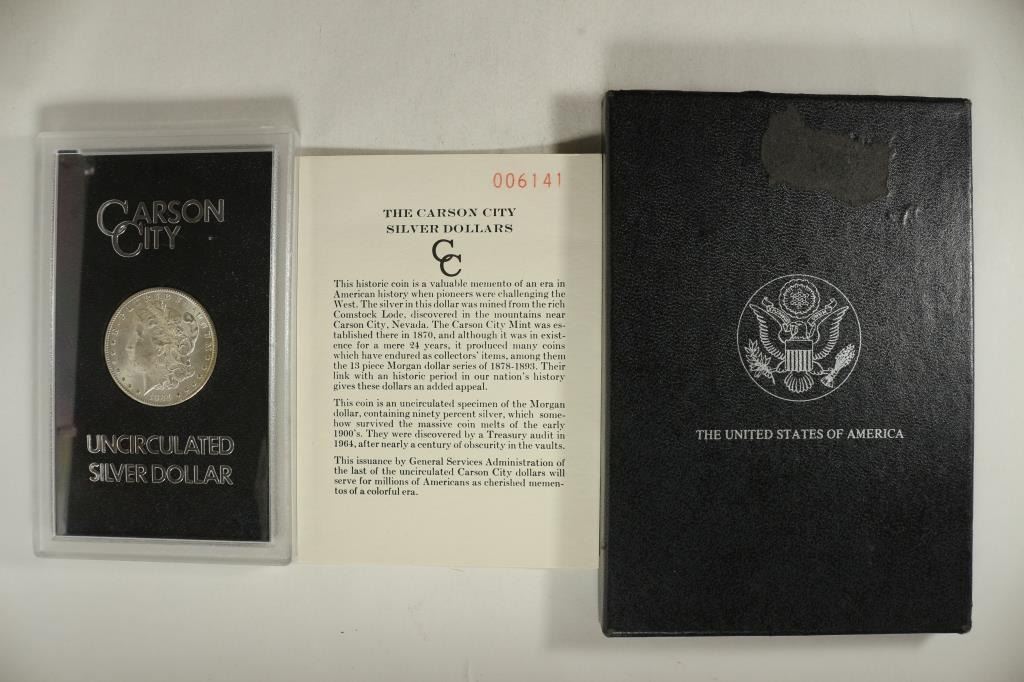 CARSON
CITY
1884
UNCIRCULATED
SILVER DOLLAR
006141
THE CARSON CITY
SILVER DOLLARS
CC
This historic coin is a valuable memento of an era in
American history when pioneers were challenging the
West. The silver in this dollar was mined from the rich
Comstock Lode, discovered in the mountains near
Carson City, Nevada. The Carson City Mint was es-
tablished there in 1870, and although it was in exist-
ence for a mere 24 years, it produced many coins
which have endured as collectors' items, among them
the 13 piece Morgan dollar series of 1878-1893. Their
link with an historic period in our nation's history
gives these dollars an added appeal.
This coin is an uncirculated specimen of the Morgan
dollar, containing ninety percent silver, which some-
how survived the massive coin melts of the early
1900's. They were discovered by a Treasury audit in
1964, after nearly a century of obscurity in the vaults.
This issuance by General Services Administration of
the last of the uncirculated Carson City dollars will
serve for millions of Americans as cherished memen-
tos of a colorful era.
THE UNITED STATES OF AMERICA